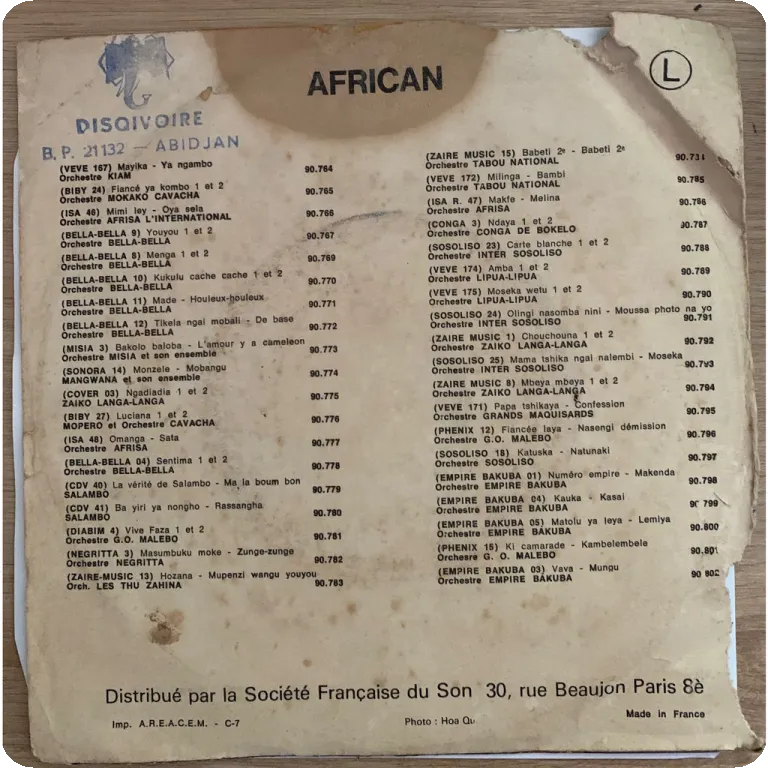 AFRICAN
L
DISQIVOIRE
B. P. 21132 — ABIDJAN
(VEVE 167) Mayika - Ya ngambo
Orchestre KIAM 90.764
(BIBY 24) Fiancé ya kombo 1 et 2
Orchestre MOKAKO CAVACHA 90.765
(ISA 46) Mimi ley - Oya sela
Orchestre AFRISA L'INTERNATIONAL 90.766
(BELLA-BELLA 9) Youyou 1 et 2
Orchestre BELLA-BELLA 90.767
(BELLA-BELLA 8) Menga 1 et 2
Orchestre BELLA-BELLA 90.769
(BELLA-BELLA 10) Kukulu cache cache 1 et 2
Orchestre BELLA-BELLA 90.770
(BELLA-BELLA 11) Made - Houleux-houleux
Orchestre BELLA-BELLA 90.771
(BELLA-BELLA 12) Tikela ngai mobali - De base
Orchestre BELLA-BELLA 90.772
(MISIA 3) Bakolo baloba - L'amour y a cameleon
Orchestre MISIA et son ensemble 90.773
(SONORA 14) Monzele - Mobangu
MANGWANA et son ensemble 90.774
(COVER 03) Ngadiadia 1 et 2
ZAIKO LANGA-LANGA 90.775
(BIBY 27) Luciana 1 et 2
MOPERO et Orchestre CAVACHA 90.776
(ISA 48) Omanga - Sata
Orchestre AFRISA 90.777
(BELLA-BELLA 04) Sentima 1 et 2
Orchestre BELLA-BELLA 90.778
(CDV 40) La vérité de Salambo - Ma la boum bon
SALAMBO 90.779
(CDV 41) Ba yiri ya nongho - Rassangha
SALAMBO 90.780
(DIABIM 4) Vive Faza 1 et 2
Orchestre G.O. MALEBO 90.781
(NEGRITTA 3) Masumbuku moke - Zunge-zunge
Orchestre NEGRITTA 90.782
(ZAIRE-MUSIC 13) Hozana - Mupenzi wangu youyou
Orch. LES THU ZAHINA 90.783
(ZAIRE MUSIC 15) Babeti 2e - Babeti 2e
Orchestre TABOU NATIONAL
(VEVE 172) Milinga - Bambi
Orchestre TABOU NATIONAL 90.785
(ISA R. 47) Makfe - Melina
Orchestre AFRISA 90.786
(CONGA 3) Ndaya 1 et 2
Orchestre CONGA DE BOKELO 90.787
(SOSOLISO 23) Carte blanche 1 et 2
Orchestre INTER SOSOLISO 90.788
(VEVE 174) Amba 1 et 2
Orchestre LIPUA-LIPUA 90.789
(VEVE 175) Moseka wetu 1 et 2
Orchestre LIPUA-LIPUA 90.790
(SOSOLISO 24) Olingi nasomba nini - Moussa photo na yo
Orchestre INTER SOSOLISO 90.791
(ZAIRE MUSIC 1) Chouchouna 1 et 2
Orchestre ZAIKO LANGA-LANGA 90.792
(SOSOLISO 25) Mama tshika ngai nalembi - Moseka
Orchestre INTER SOSOLISO 90.793
(ZAIRE MUSIC 8) Mbeya mbeya 1 et 2
Orchestre ZAIKO LANGA-LANGA 90.794
(VEVE 171) Papa tshikaya - Confession
Orchestre GRANDS MAQUISARDS 90.795
(PHENIX 12) Fiancée laya - Nasengi démission
Orchestre G.O. MALEBO 90.796
(SOSOLISO 18) Katuska - Natunaki
Orchestre SOSOLISO 90.797
(EMPIRE BAKUBA 01) Numéro empire - Makenda
Orchestre EMPIRE BAKUBA 90.798
(EMPIRE BAKUBA 04) Kauka - Kasai
Orchestre EMPIRE BAKUBA 799
(EMPIRE BAKUBA 05) Matolu ya leya - Lemiya
Orchestre EMPIRE BAKUBA 90.800
(PHENIX 15) Ki camarade - Kambelembele
Orchesre G. O. MALEBO 90.801
(EMPIRE BAKUBA 03) Vava - Mungu
Orchestre EMPIRE BAKUBA 90 802
Distribué par la Société Française du Son 30, rue Beaujon Paris 8è
Imp. A.R.E.A.C.E.M. - C-7 Photo : Hoa Qu Made in France